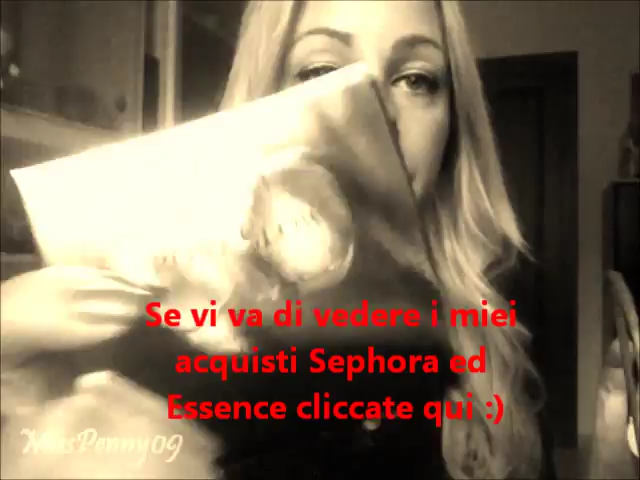 Se vi va di vedere i miei
acquisti Sephora ed
Essence cliccate qui :)
MissPenny09